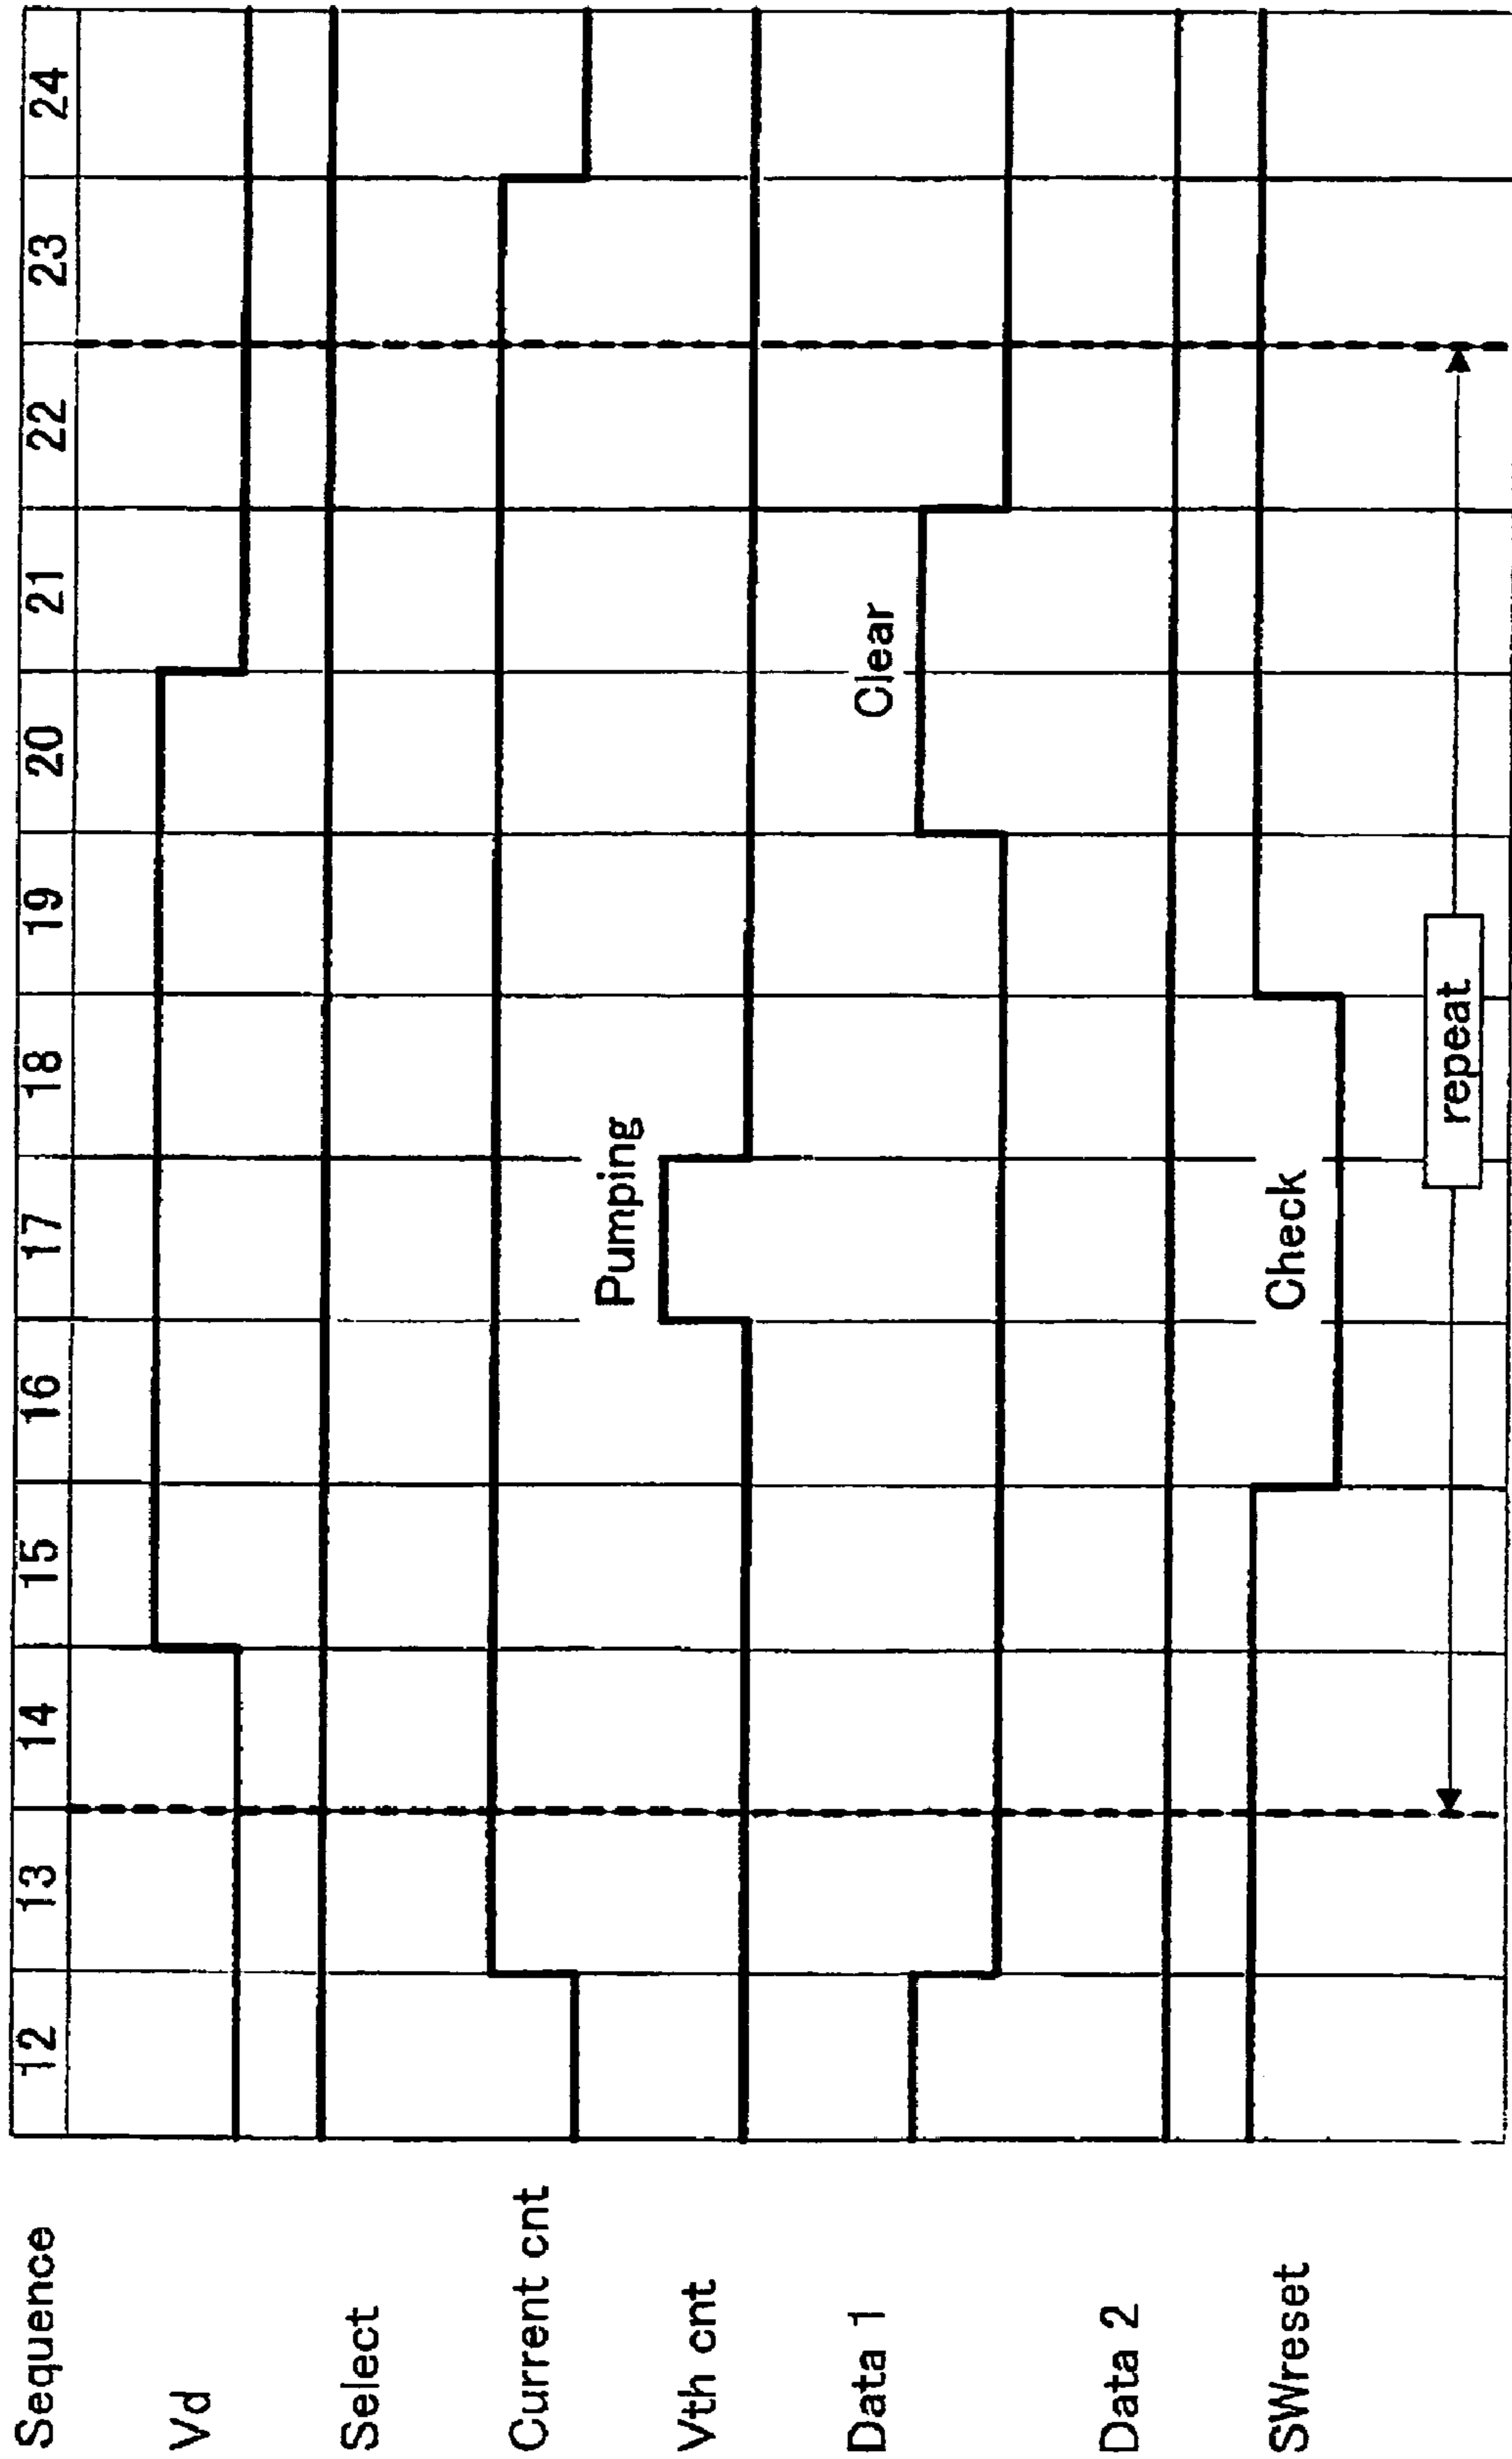 Sequence 12 13 14 15 16 17 18 19 20 21 22 23 24
Vd
Select
Current cnt
Pumping
Vth cnt
Clear
Data 1
Data 2
Check
SWreset
repeat